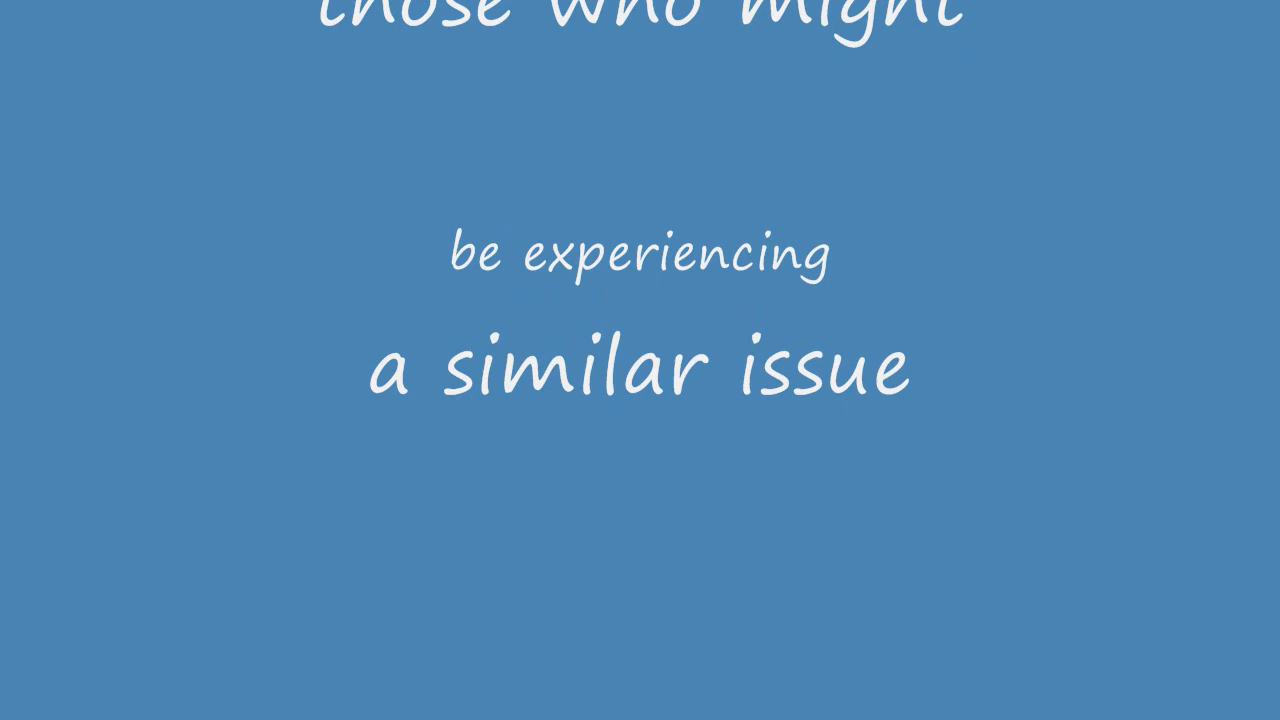 those who might
be experiencing
a similar issue